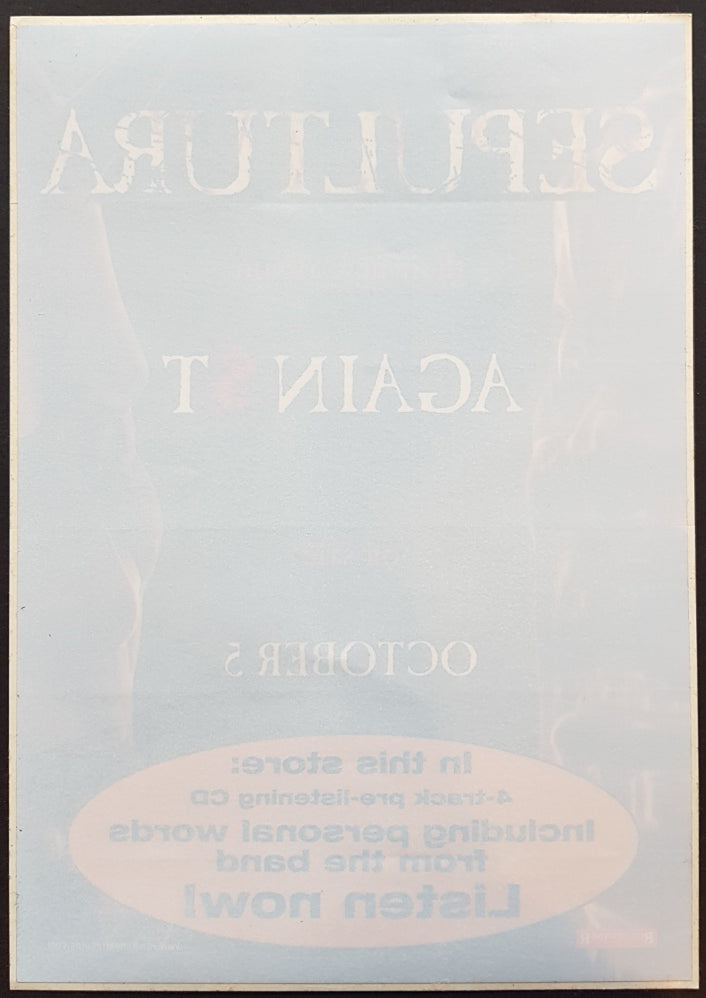 SEPULTURA
AGAINST
OCTOBER 5
In this store:
4-track pre-listening CD
Including personal words
from the band
Listen now!